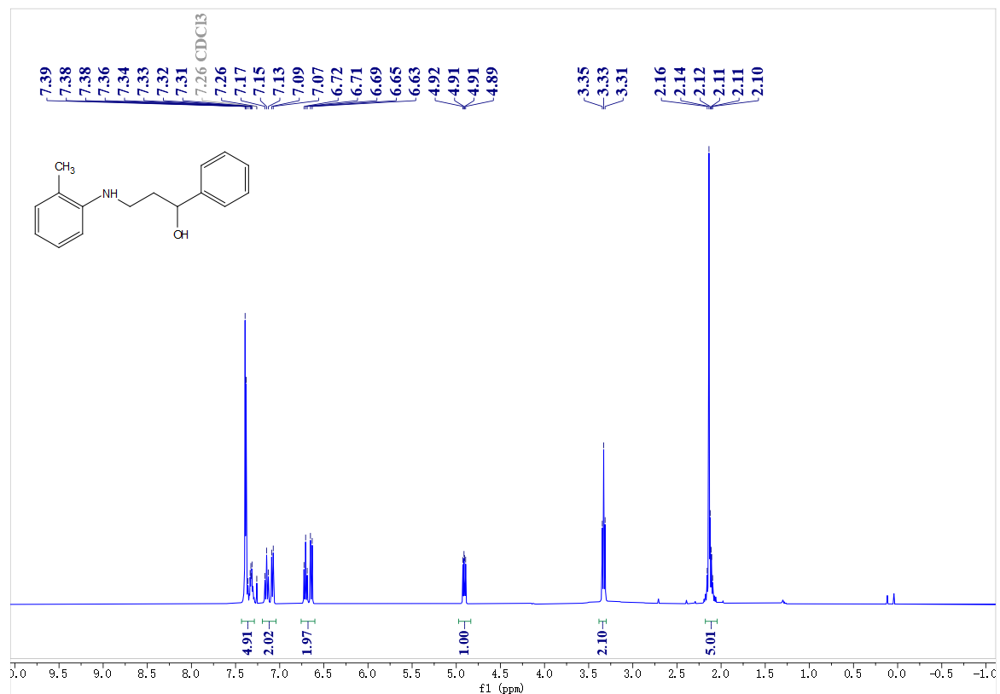 7.39 7.38 7.38 7.36 7.34 7.33 7.32 7.31 7.26 CDCl3 7.26 7.17 7.15 7.13 7.09 7.07 6.72 6.71 6.69 6.65 6.63 4.92 4.91 4.91 4.89 3.35 3.33 3.31 2.16 2.14 2.12 2.11 2.11 2.10
CH3
NH
OH
4.91 2.02 1.97 1.00 2.10 5.01
0.0 9.5 9.0 8.5 8.0 7.5 7.0 6.5 6.0 5.5 5.0 4.5 4.0 3.5 3.0 2.5 2.0 1.5 1.0 0.5 0.0 -0.5 -1.0
f1 (ppm)